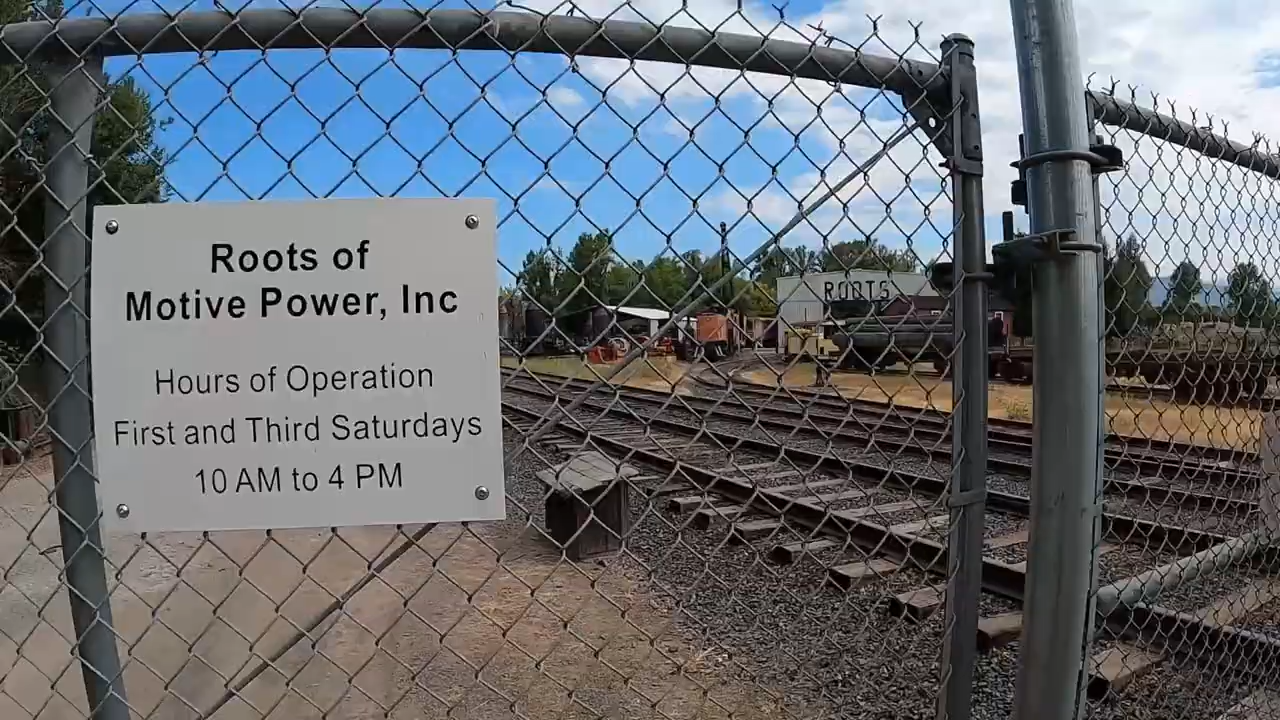 Roots of
Motive Power, Inc
Hours of Operation
First and Third Saturdays
10 AM to 4 PM
ROOTS